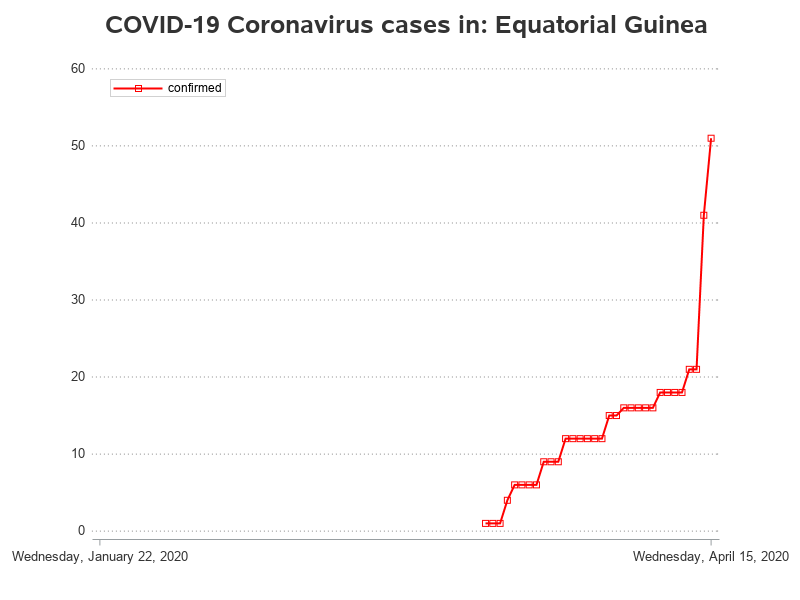 COVID-19 Coronavirus cases in: Equatorial Guinea
60
confirmed
50
40
30
20
10
0
Wednesday, January 22, 2020 Wednesday, April 15, 2020